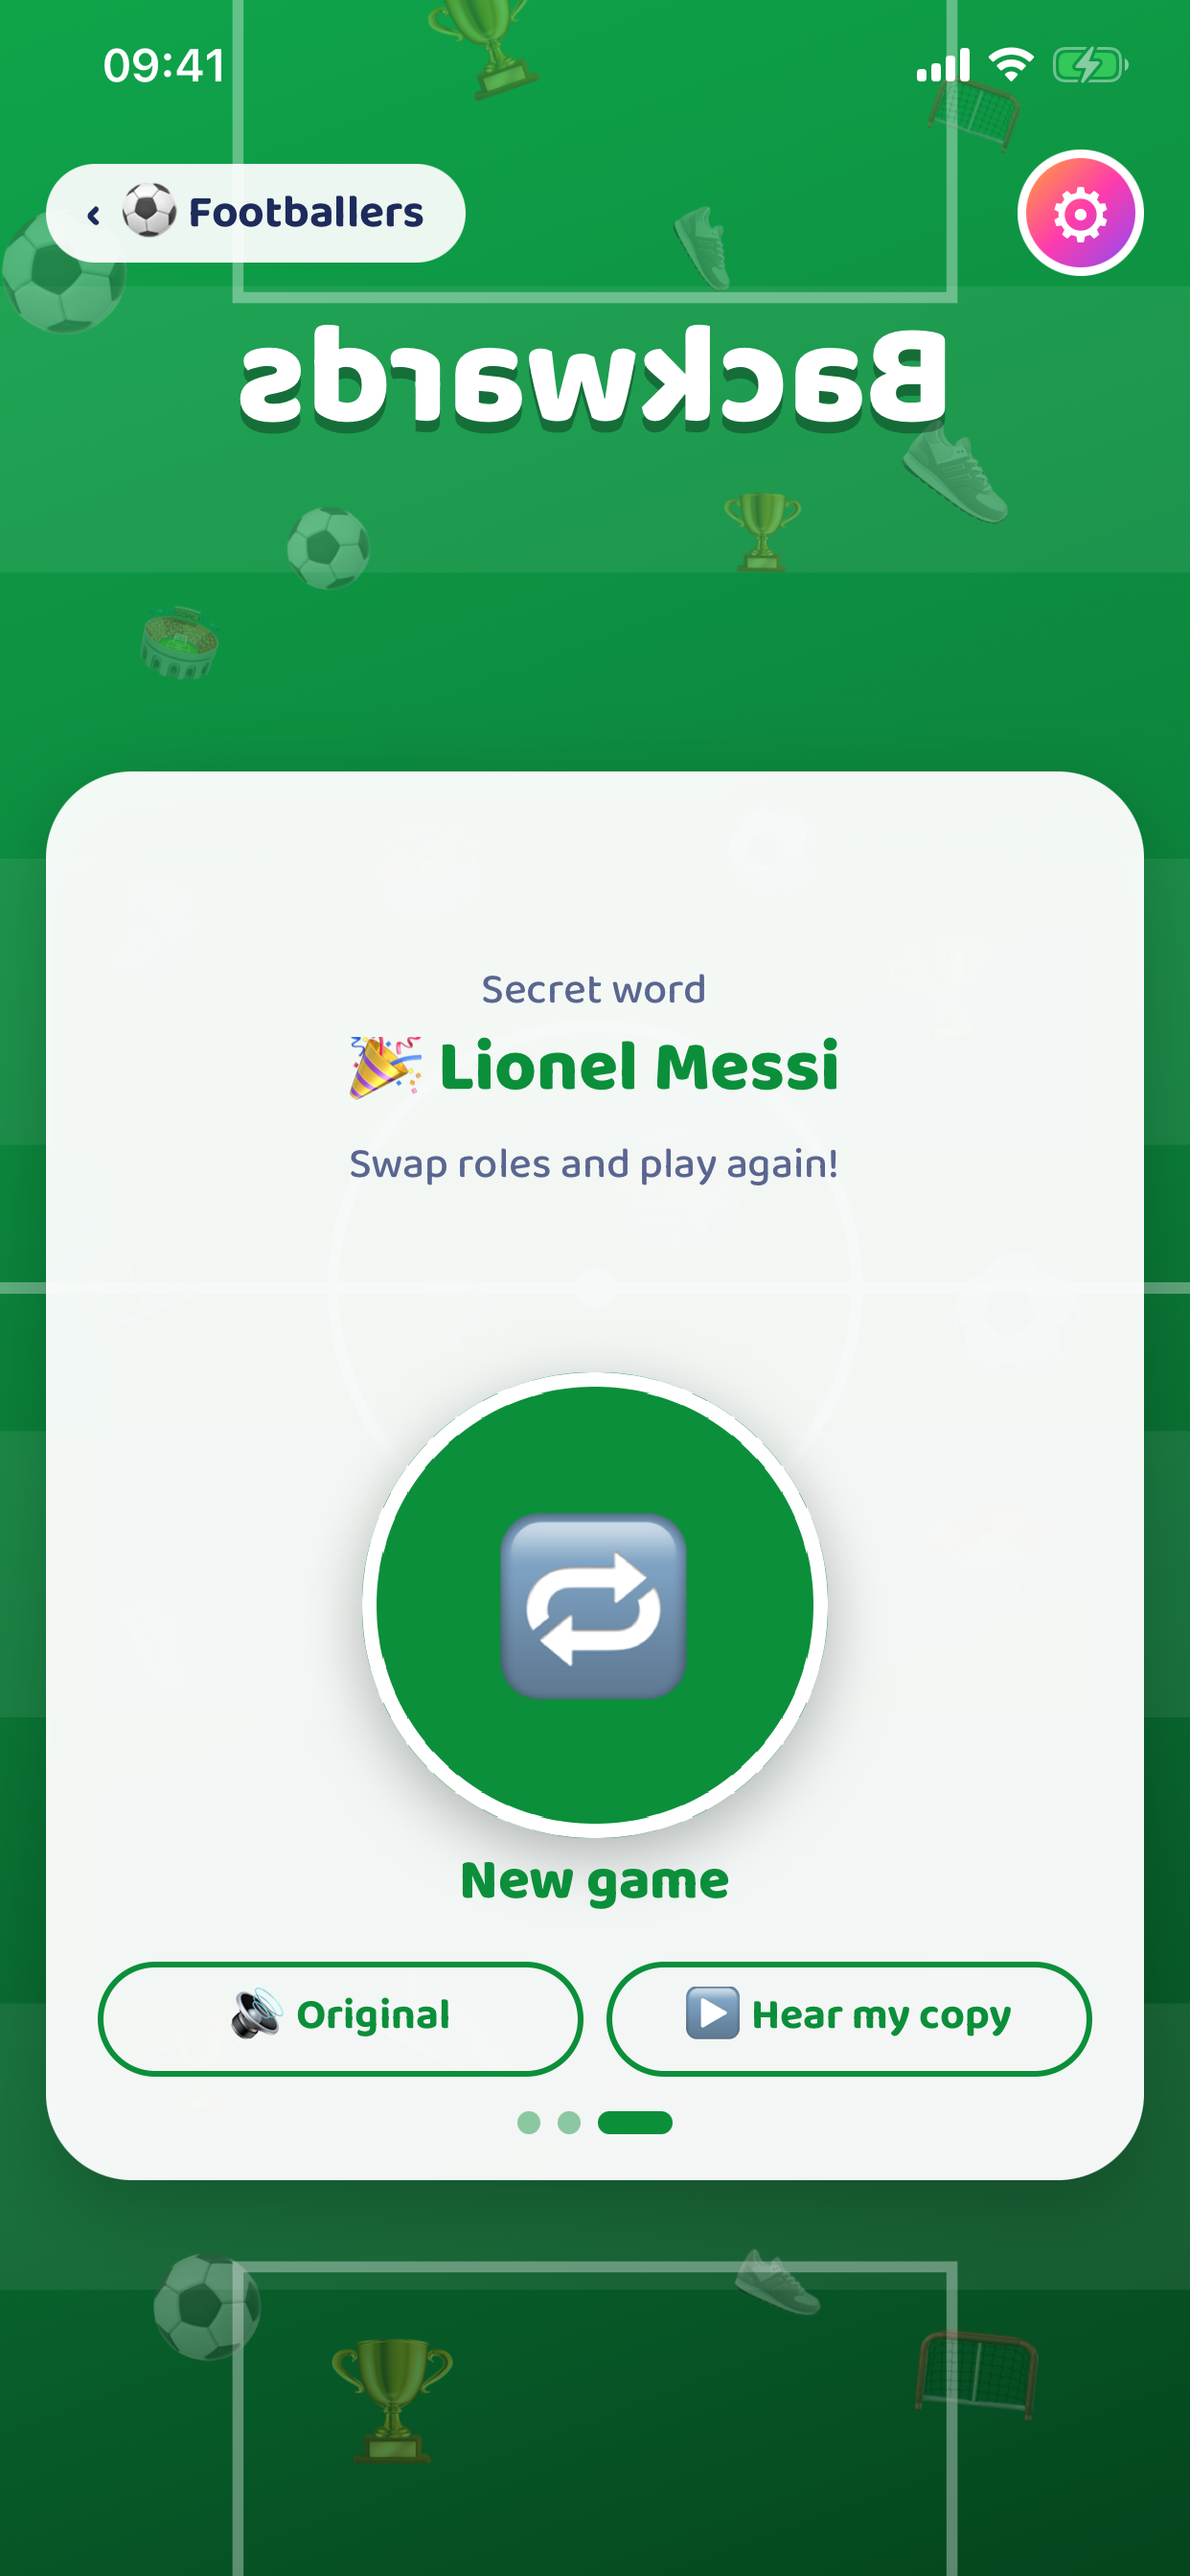 09:41
‹ ⚽ Footballers
Backwards
Secret word
🎉 Lionel Messi
Swap roles and play again!
New game
🔊 Original
▶️ Hear my copy